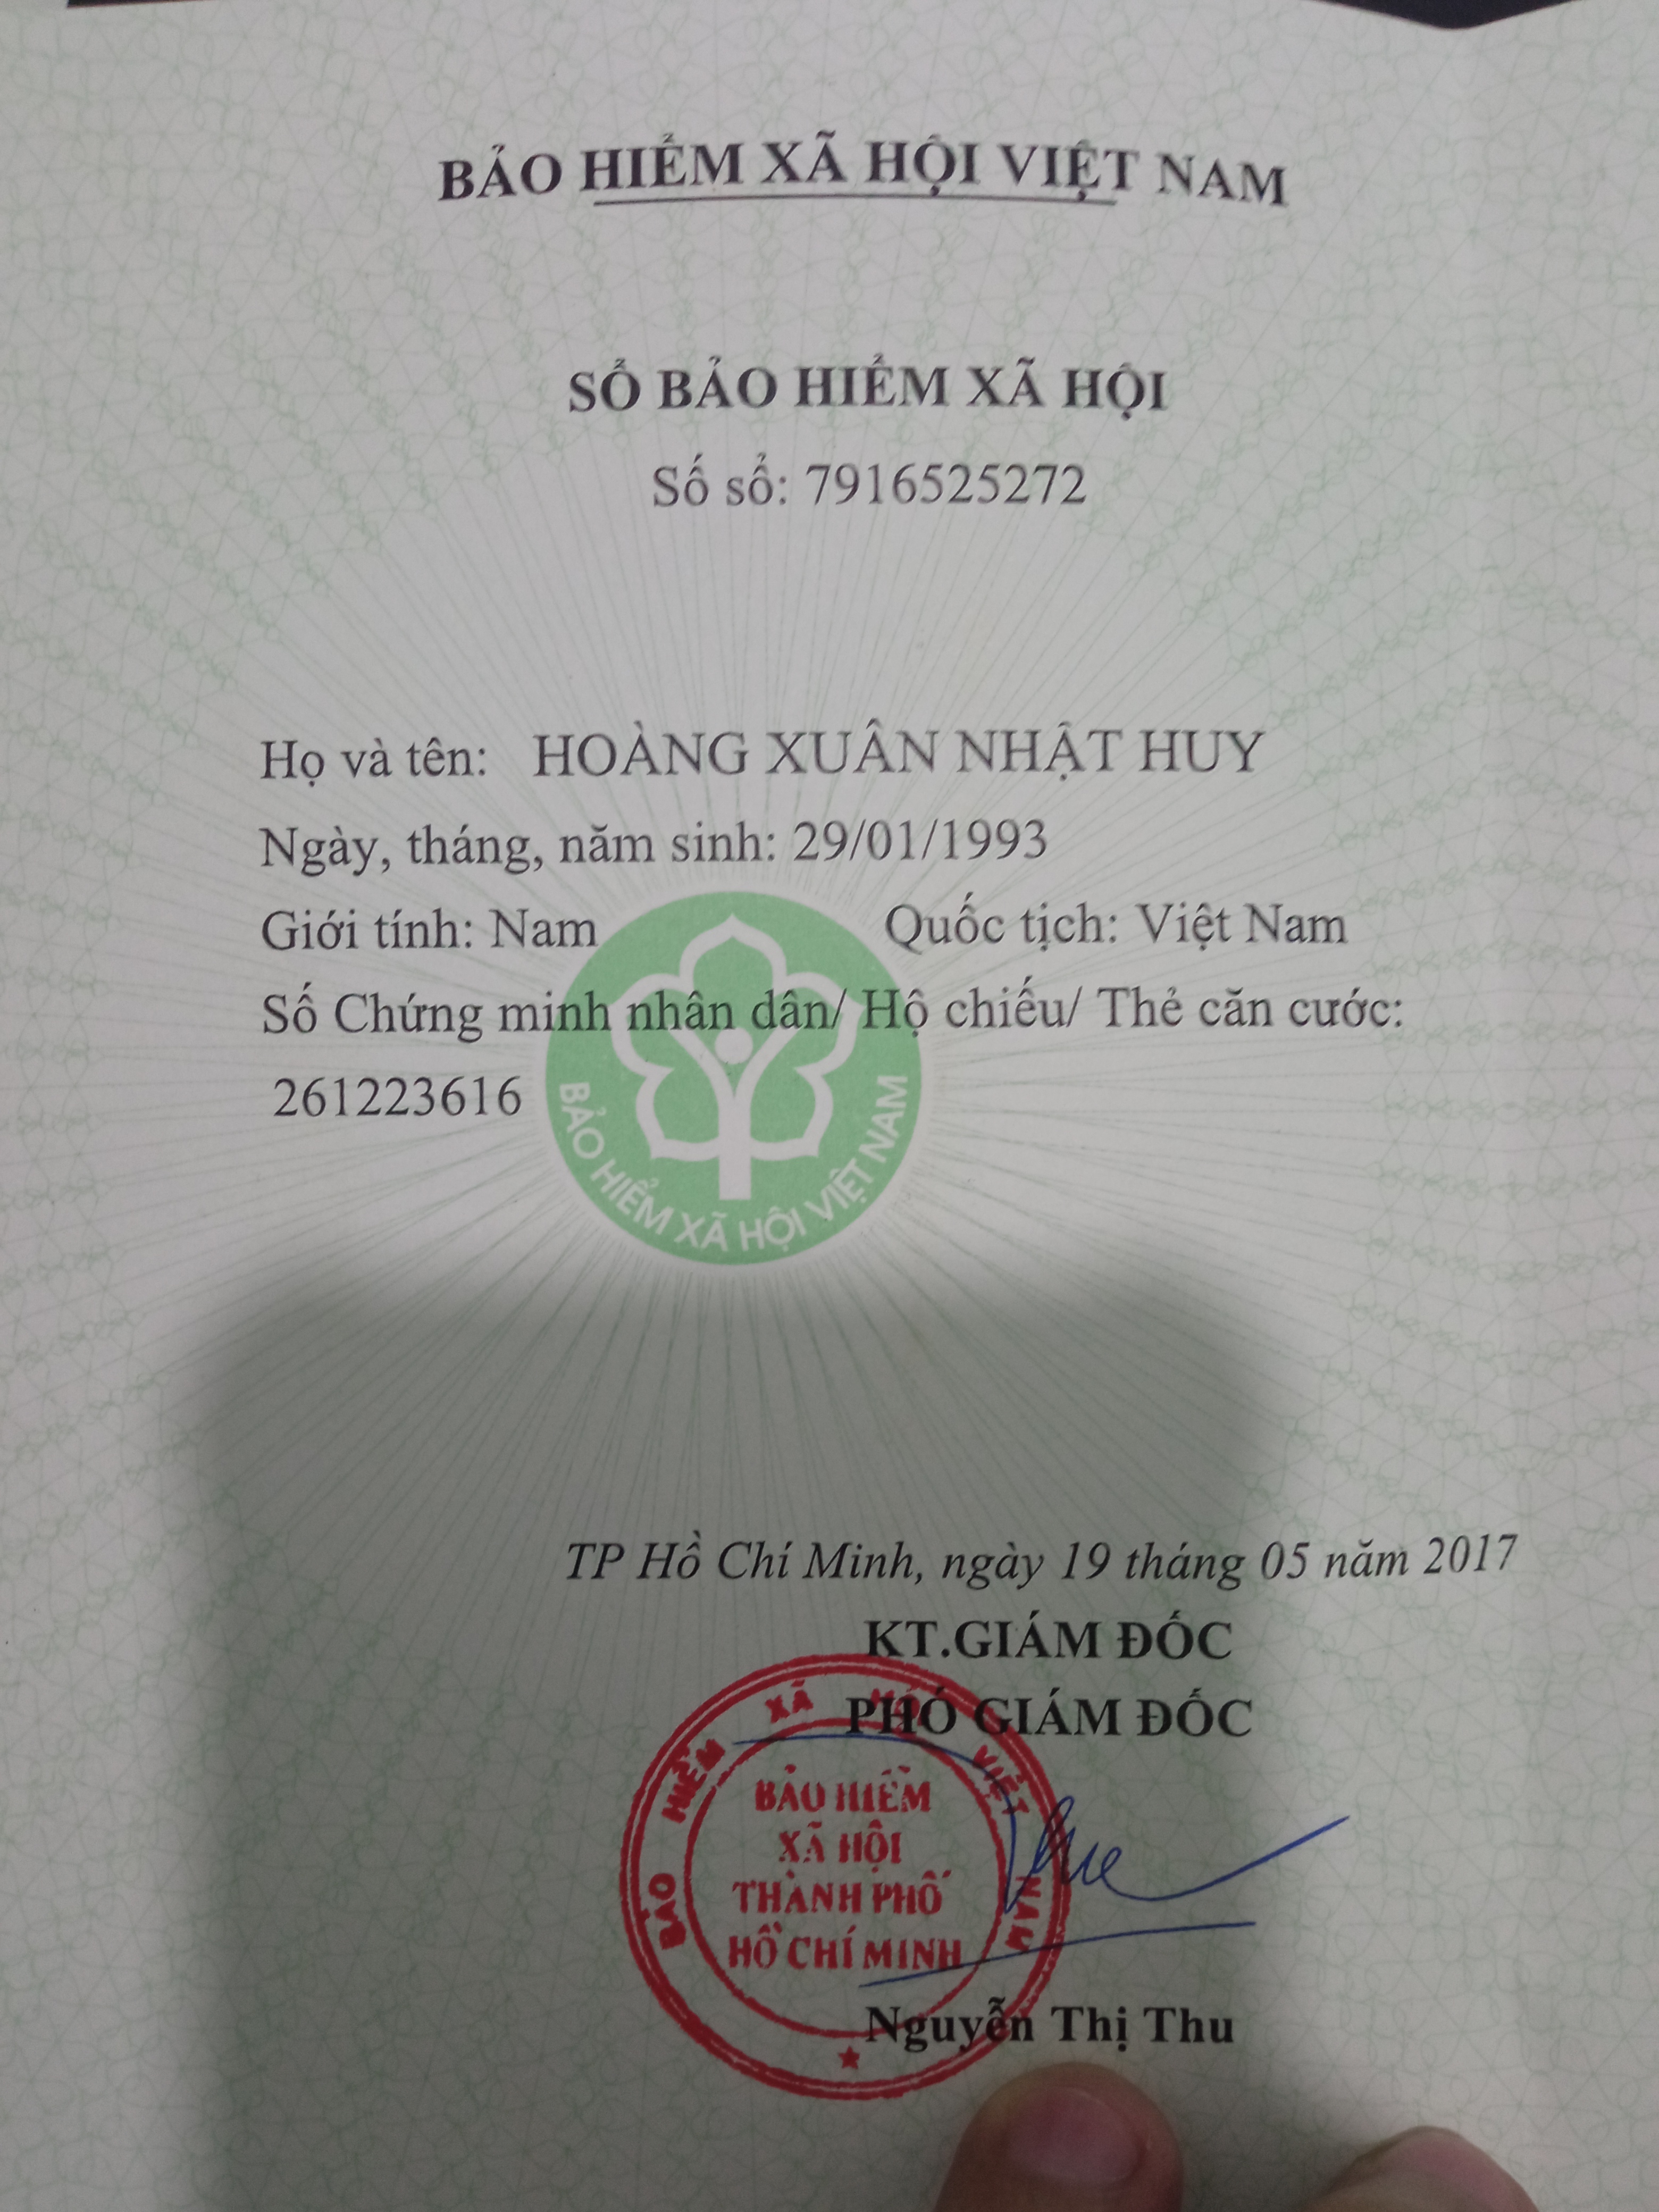 BẢO HIỂM XÃ HỘI VIỆT NAM
SỔ BẢO HIỂM XÃ HỘI
Số sổ: 7916525272
Họ và tên: HOÀNG XUÂN NHẬT HUY
Ngày, tháng, năm sinh: 29/01/1993
Giới tính: Nam Quốc tịch: Việt Nam
Số Chứng minh nhân dân/ Hộ chiếu/ Thẻ căn cước:
261223616
BẢO HIỂM XÃ HỘI VIỆT NAM
TP Hồ Chí Minh, ngày 19 tháng 05 năm 2017
KT.GIÁM ĐỐC
PHÓ GIÁM ĐỐC
BẢO HIỂM XÃ HỘI VIỆT NAM
BẢO HIỂM
XÃ HỘI
THÀNH PHỐ
HỒ CHÍ MINH
Nguyễn Thị Thu